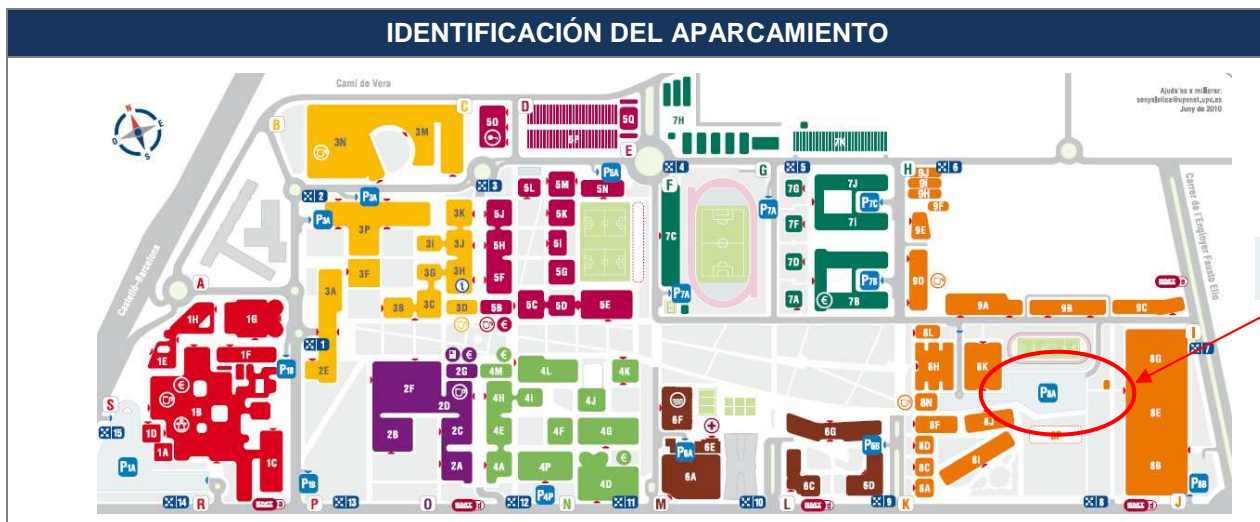 IDENTIFICACIÓN DEL APARCAMIENTO
Camí de Vera
Ajuda'ns a millorar:
senyalistica@upvnet.upv.es
Juny de 2010
N
E
S
O
B
C
D
E
5O
5F
5Q
7H
7K
3N
3M
2
3
4
5
6
F
G
H
P3A
P3A
P5A
5L
5M
5N
3P
3K
5J
5K
7C
P7A
7G
7J
P7C
7F
7I
9J
9I
9H
9F
9E
3I
3J
5H
5I
3F
3G
3H
5F
5G
7D
P7B
9D
3A
3B
3C
3D
5B
5C
5D
5E
P7A
7A
7B
9A
9B
9C
Castelló-Barcelona
Carrer de l'Enginyer Fausto Elio
A
1H
1G
1E
1F
P1B
1
2E
1B
1D
1A
1C
S
15
P1A
14
R
P1B
P
13
2F
2G
2D
2B
2C
2A
O
4M
4L
4K
4H
4I
4J
4E
4F
4G
4A
4P
4D
P4P
12
N
11
6F
6E
P6A
6A
M
10
6G
6C
6D
P6B
L
9
K
8L
8H
8K
8N
8F
8J
8D
8C
8I
8A
P8A
8P
8
I
7
8G
8E
8B
P8B
J